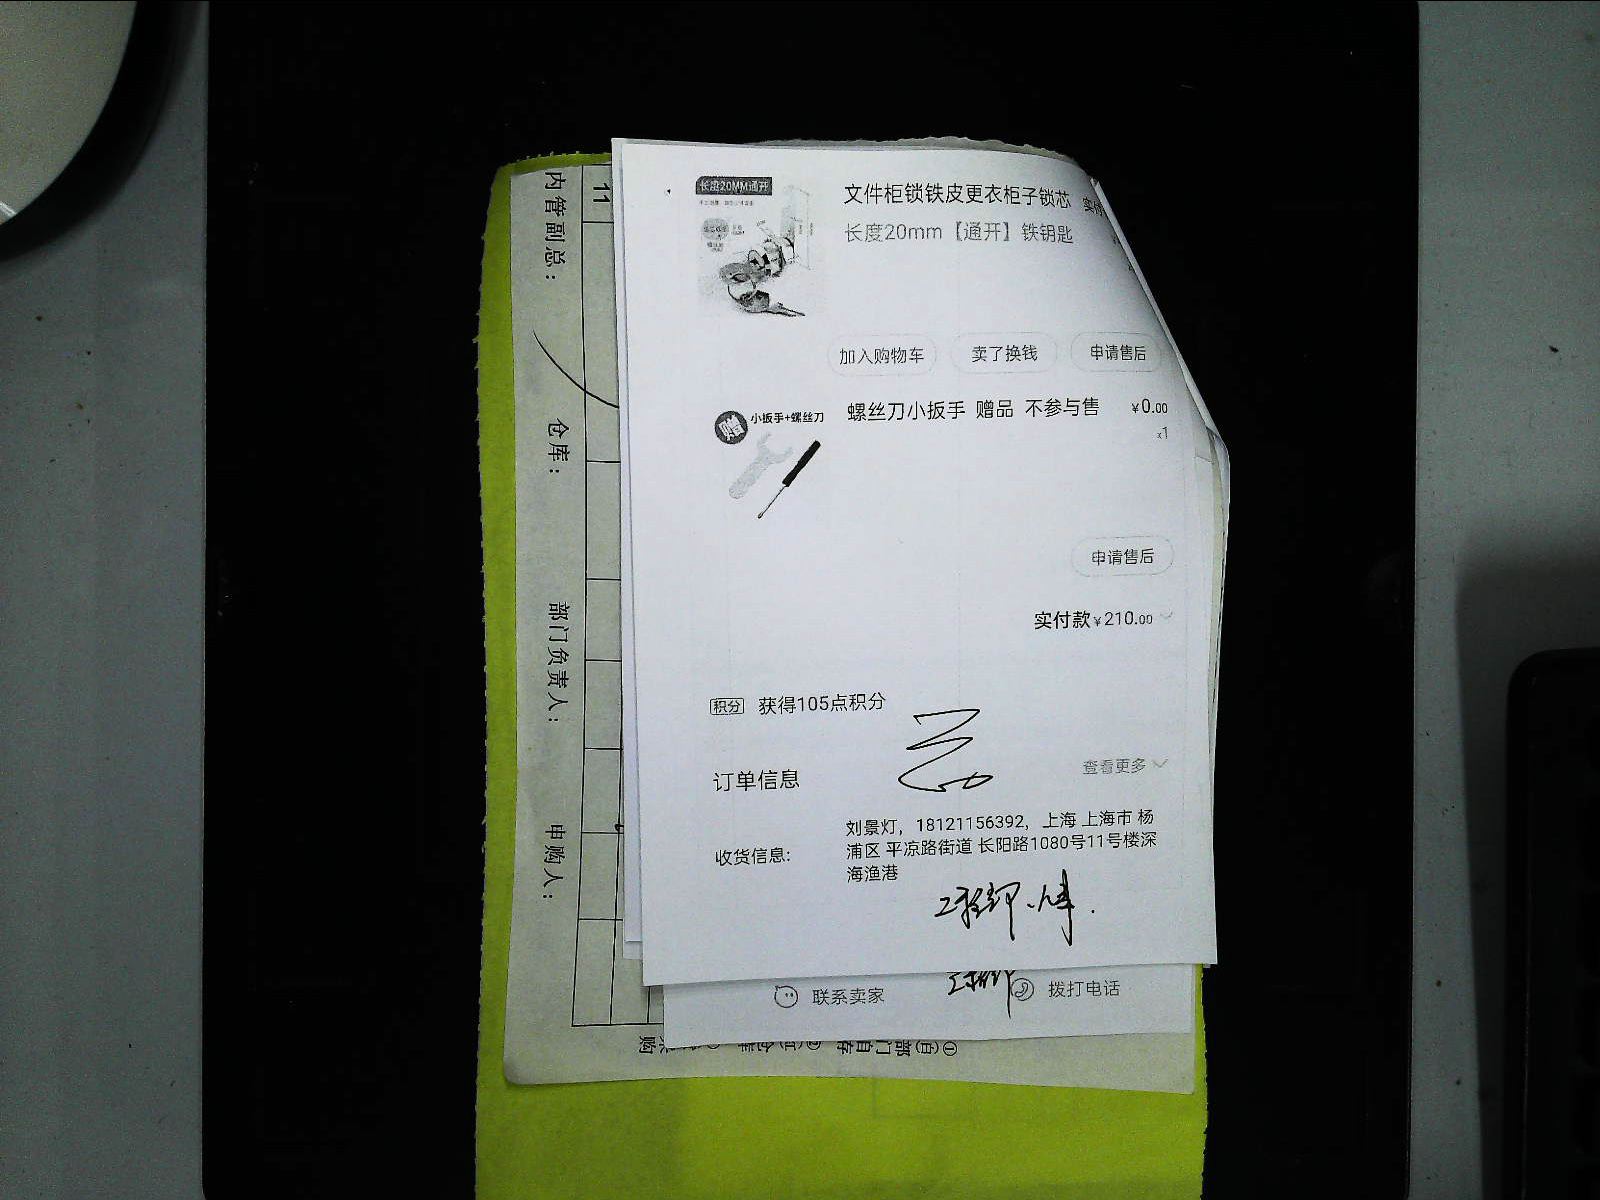 长度20MM通开
文件柜锁铁皮更衣柜子锁芯 实付
长度20mm【通开】铁钥匙
加入购物车 卖了换钱 申请售后
赠 小扳手+螺丝刀
螺丝刀小扳手 赠品 不参与售 ¥0.00
x1
申请售后
实付款¥210.00
积分 获得105点积分
订单信息 查看更多
收货信息: 刘景灯，18121156392，上海 上海市 杨
浦区 平凉路街道 长阳路1080号11号楼深
海渔港
联系卖家 拨打电话
内管副总：
仓库：
部门负责人：
申购人：
11